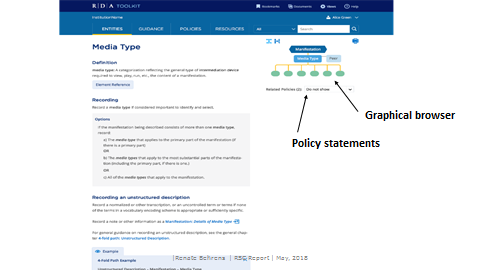 RDA TOOLKIT
Bookmarks Documents Views Help
Institution Name
Alice Green
ENTITIES GUIDANCE POLICIES RESOURCES All Search
Media Type
Definition
media type: A categorization reflecting the general type of intermediation device
required to view, play, run, etc., the content of a manifestation.
Element Reference
Recording
Record a media type if considered important to identify and select.
Options
If the manifestation being described consists of more than one media type,
record
a) The media type that applies to the primary part of the manifestation (if
there is a primary part)
OR
b) The media types that apply to the most substantial parts of the manifesta-
tion (including the primary part, if there is one.)
OR
c) All of the media types that apply to the manifestation.
Recording an unstructured description
Record a normalized or other transcription, or an uncontrolled term or terms if none
of the terms in a vocabulary encoding scheme is appropriate or sufficiently specific.
Record a note or other information as a Manifestation: Details of Media Type
For general guidance on recording an unstructured description, see the general chap-
ter 4-fold path: Unstructured Description.
Example
4-Fold Path Example
Unstructured Description - Manifestation - Media Type
Manifestation
Media Type
Related Policies Do not show
Graphical browser
Policy statements
|Renate Behrens | RSC Report | May, 2018